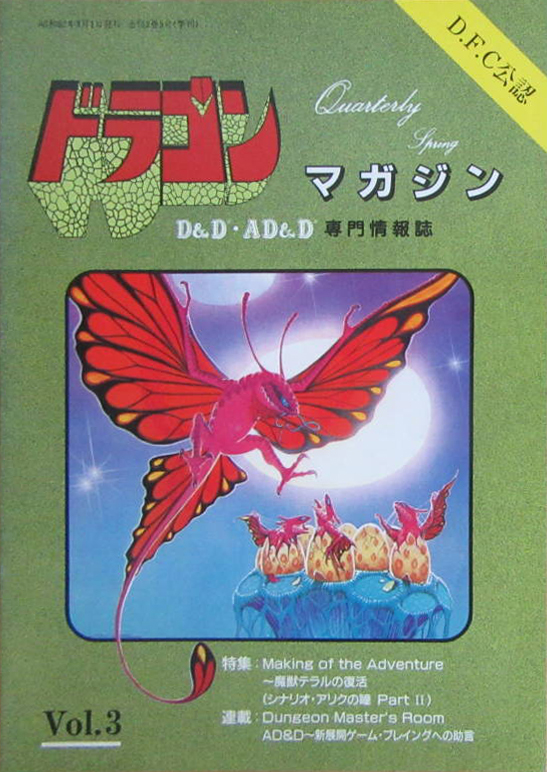 D.F.C公認
ドラゴン
Quarterly
Spring
マガジン
D&D・AD&D 専門情報誌
特集:Making of the Adventure
〜魔獣テラルの復活
(シナリオ・アリクの瞳 Part II)
連載:Dungeon Master's Room
AD&D〜新展開ゲーム・プレイングへの助言
Vol.3